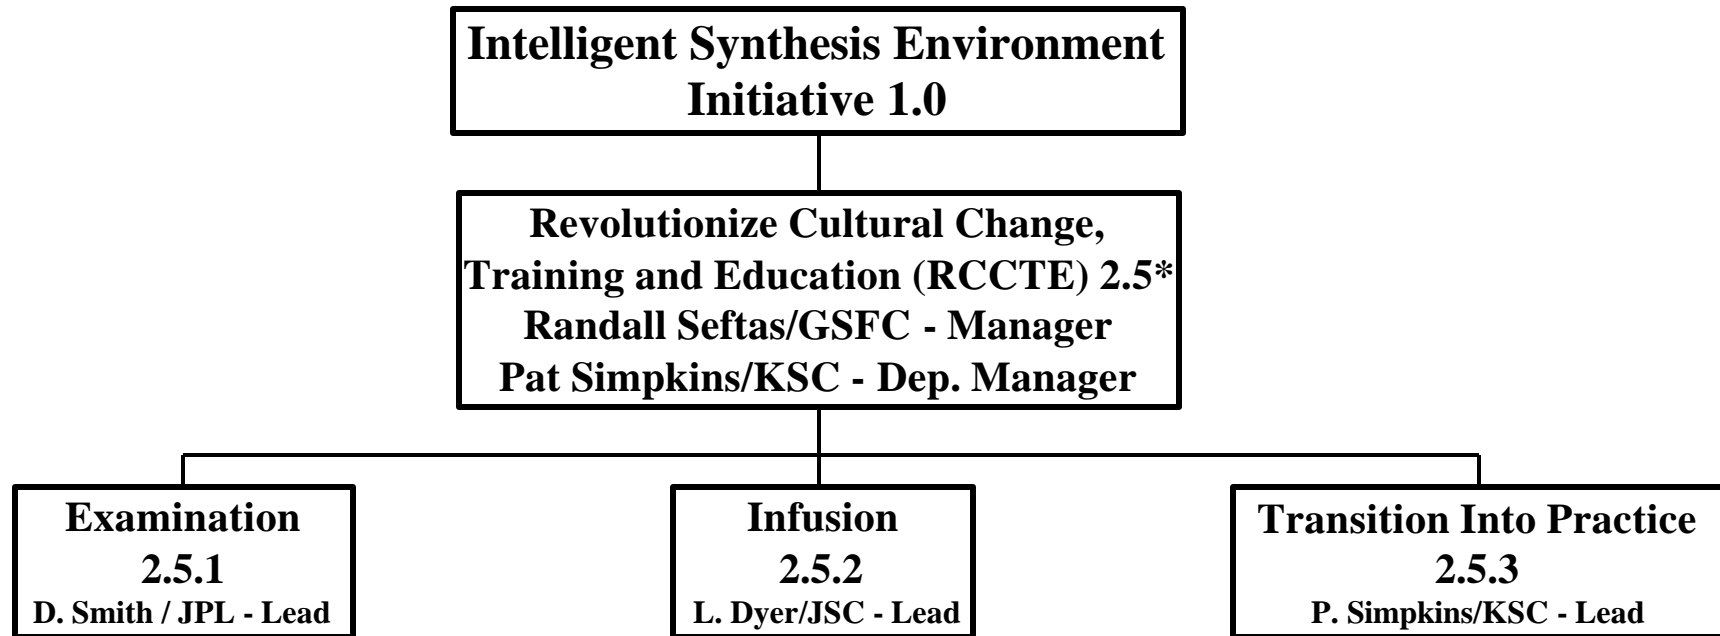 Intelligent Synthesis Environment
Initiative 1.0
Revolutionize Cultural Change,
Training and Education (RCCTE) 2.5*
Randall Seftas/GSFC - Manager
Pat Simpkins/KSC - Dep. Manager
Examination
2.5.1
D. Smith / JPL - Lead
Infusion
2.5.2
L. Dyer/JSC - Lead
Transition Into Practice
2.5.3
P. Simpkins/KSC - Lead